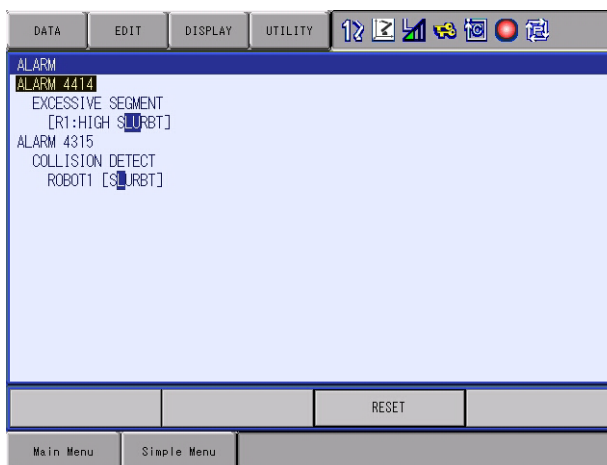 DATA EDIT DISPLAY UTILITY
ALARM
ALARM 4414
EXCESSIVE SEGMENT
[R1:HIGH SLURBT]
ALARM 4315
COLLISION DETECT
ROBOT1 [SLURBT]
RESET
Main Menu Simple Menu